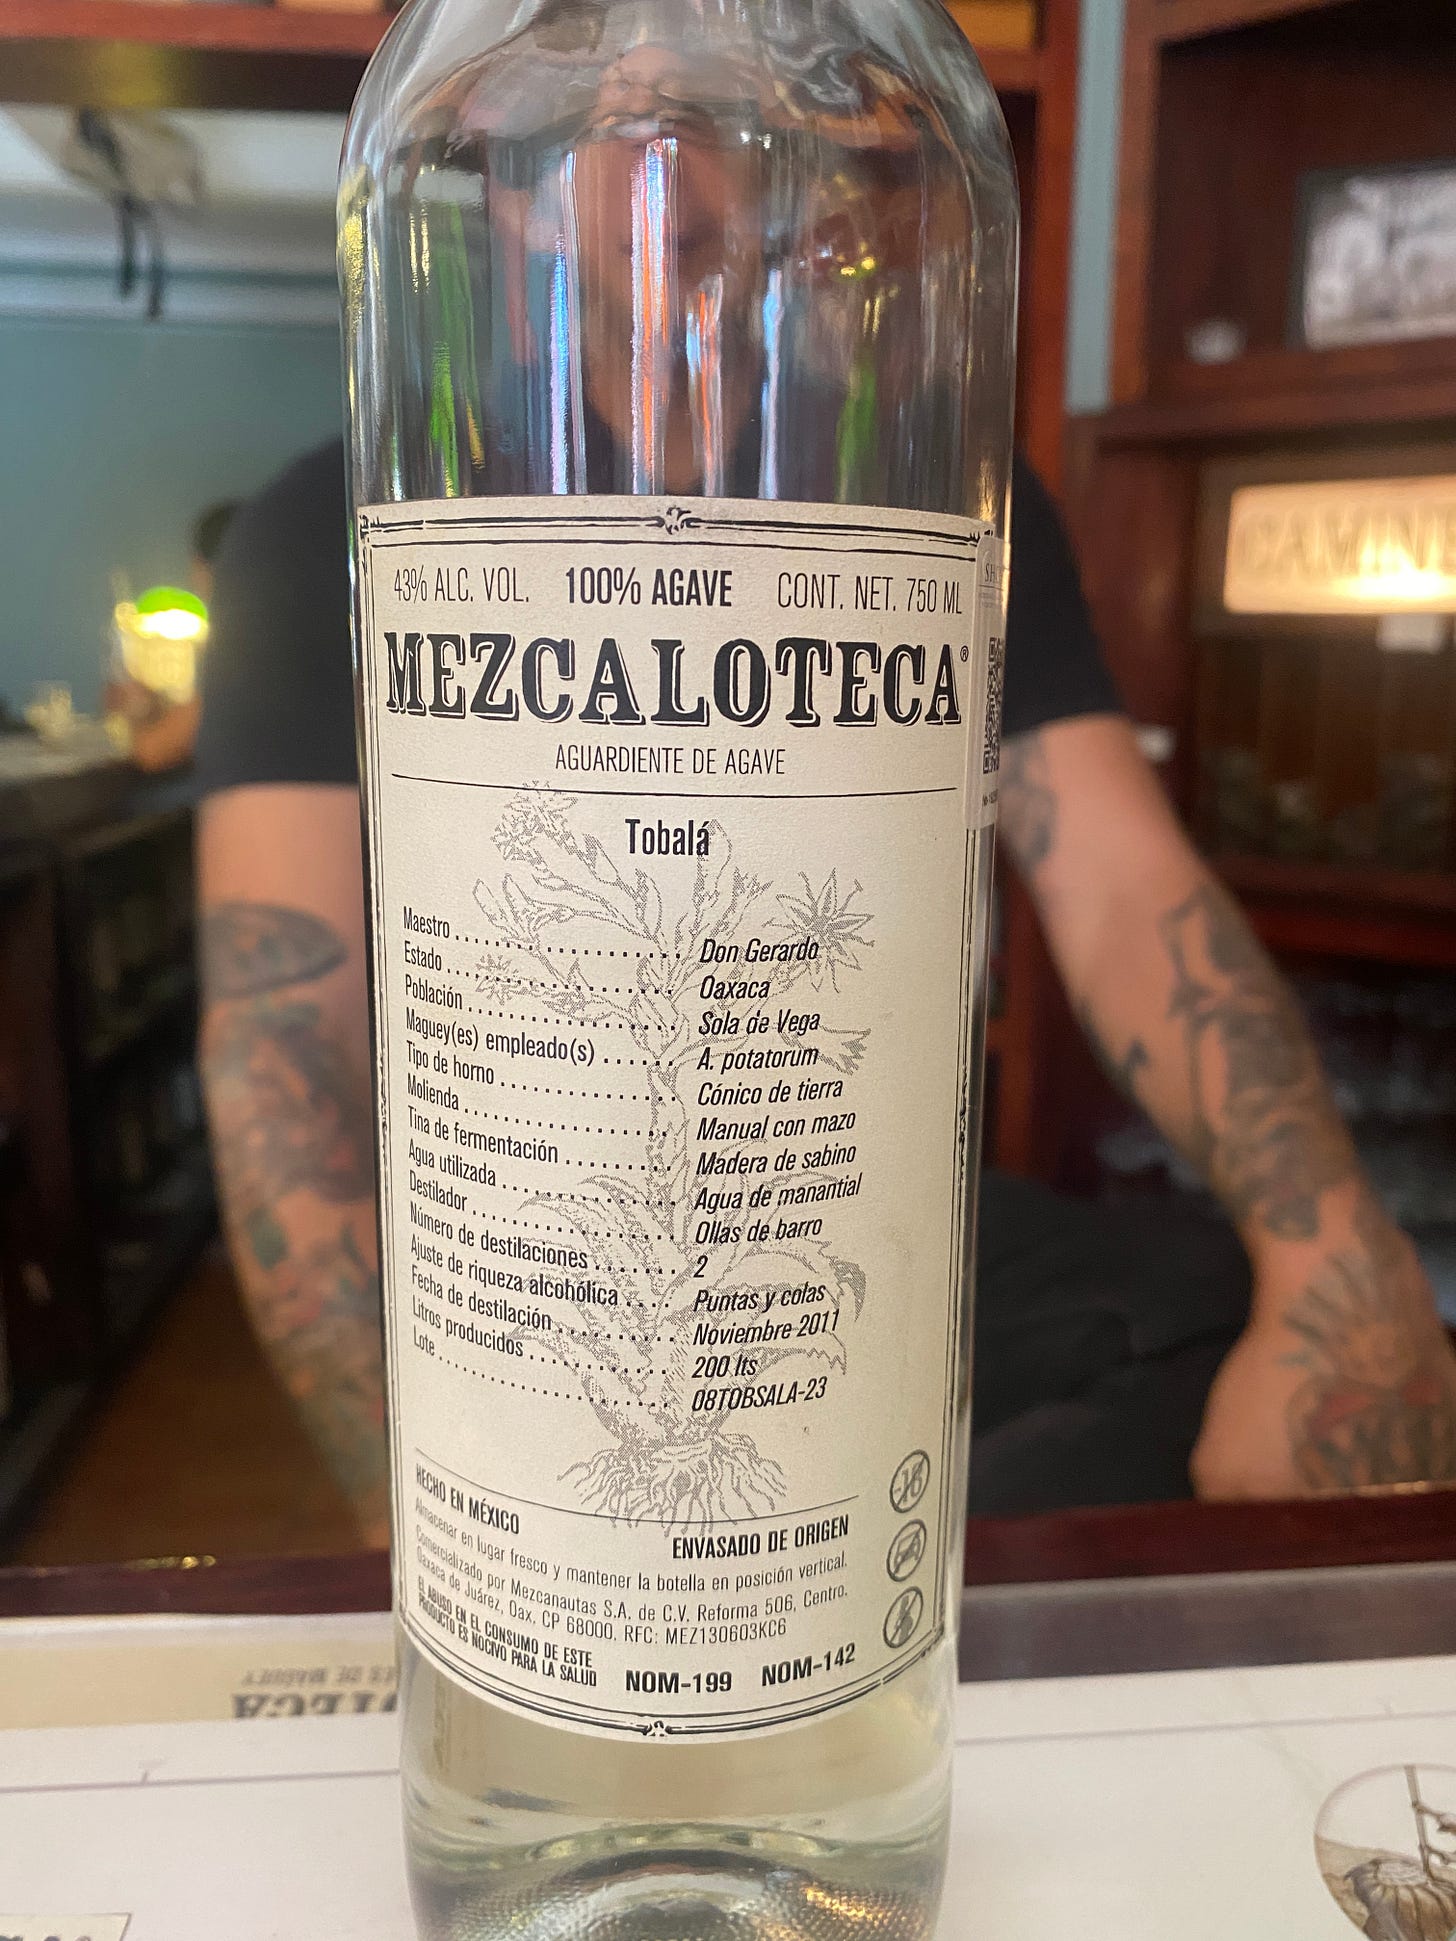 43% ALC. VOL. 100% AGAVE CONT. NET. 750 ML
MEZCALOTECA®
AGUARDIENTE DE AGAVE
Tobalá
Maestro .................... Don Gerardo
Estado .................... Oaxaca
Población .................... Sola de Vega
Maguey(es) empleado(s) ...... A. potatorum
Tipo de horno .................... Cónico de tierra
Molienda .................... Manual con mazo
Tina de fermentación ......... Madera de sabino
Agua utilizada .................... Agua de manantial
Destilador .................... Ollas de barro
Número de destilaciones ....... 2
Ajuste de riqueza alcohólica .... Puntas y colas
Fecha de destilación .......... Noviembre 2011
Litros producidos .............. 200 lts
Lote .................... 08TOBSALA-23
HECHO EN MÉXICO ENVASADO DE ORIGEN
Almacenar en lugar fresco y mantener la botella en posición vertical.
Comercializado por Mezcanautas S.A. de C.V. Reforma 506, Centro.
Oaxaca de Juárez, Oax. CP 68000. RFC: MEZ130603KC6
EL ABUSO EN EL CONSUMO DE ESTE
PRODUCTO ES NOCIVO PARA LA SALUD
NOM-199 NOM-142